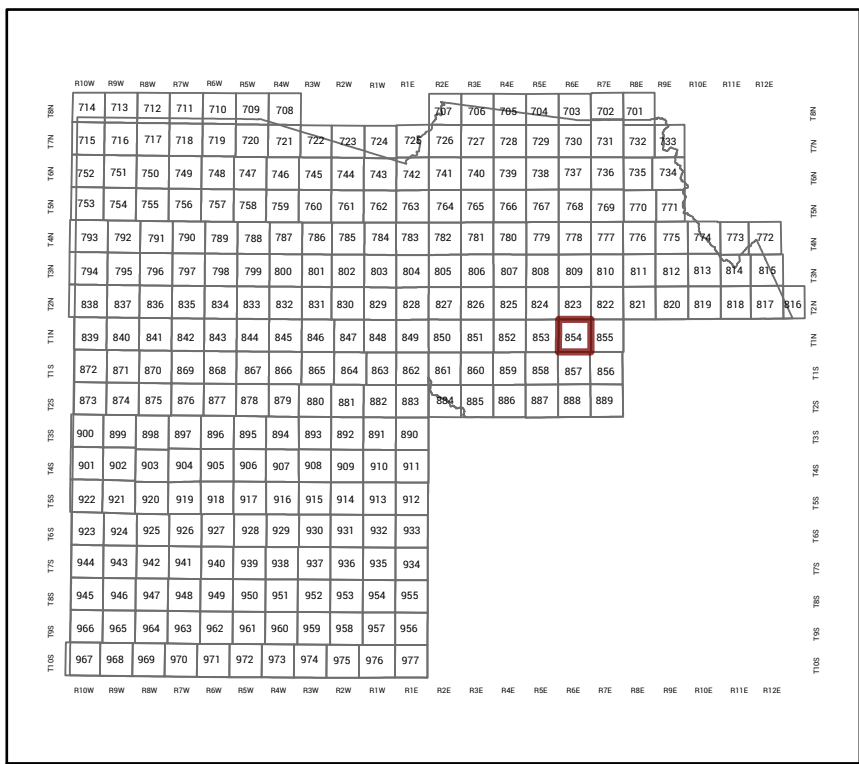 R10W R9W R8W R7W R6W R5W R4W R3W R2W R1W R1E R2E R3E R4E R5E R6E R7E R8E R9E R10E R11E R12E
T8N 714 713 712 711 710 709 708 707 706 705 704 703 702 701 T8N
T7N 715 716 717 718 719 720 721 722 723 724 725 726 727 728 729 730 731 732 733 T7N
T6N 752 751 750 749 748 747 746 745 744 743 742 741 740 739 738 737 736 735 734 T6N
T5N 753 754 755 756 757 758 759 760 761 762 763 764 765 766 767 768 769 770 771 T5N
T4N 793 792 791 790 789 788 787 786 785 784 783 782 781 780 779 778 777 776 775 774 773 772 T4N
T3N 794 795 796 797 798 799 800 801 802 803 804 805 806 807 808 809 810 811 812 813 814 815 T3N
T2N 838 837 836 835 834 833 832 831 830 829 828 827 826 825 824 823 822 821 820 819 818 817 816 T2N
T1N 839 840 841 842 843 844 845 846 847 848 849 850 851 852 853 854 855 T1N
T1S 872 871 870 869 868 867 866 865 864 863 862 861 860 859 858 857 856 T1S
T2S 873 874 875 876 877 878 879 880 881 882 883 884 885 886 887 888 889 T2S
T3S 900 899 898 897 896 895 894 893 892 891 890 T3S
T4S 901 902 903 904 905 906 907 908 909 910 911 T4S
T5S 922 921 920 919 918 917 916 915 914 913 912 T5S
T6S 923 924 925 926 927 928 929 930 931 932 933 T6S
T7S 944 943 942 941 940 939 938 937 936 935 934 T7S
T8S 945 946 947 948 949 950 951 952 953 954 955 T8S
T9S 966 965 964 963 962 961 960 959 958 957 956 T9S
T10S 967 968 969 970 971 972 973 974 975 976 977 T10S
R10W R9W R8W R7W R6W R5W R4W R3W R2W R1W R1E R2E R3E R4E R5E R6E R7E R8E R9E R10E R11E R12E